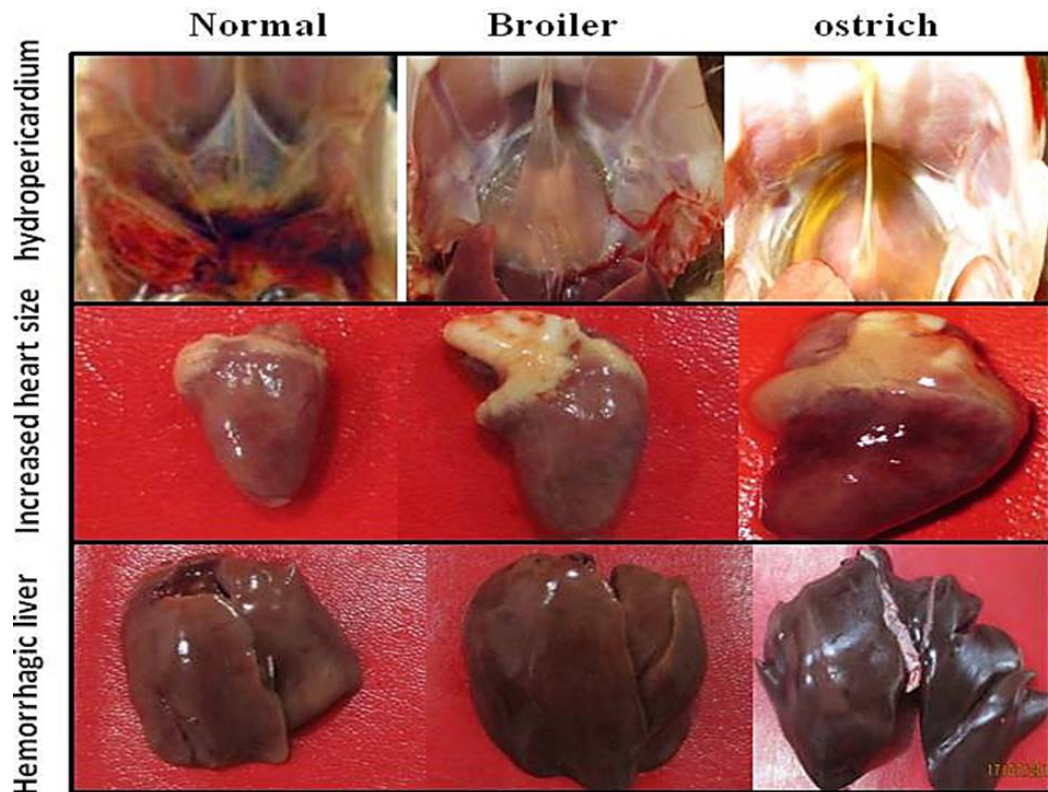 Normal Broiler ostrich
hydropericardium
Increased heart size
Hemorrhagic liver